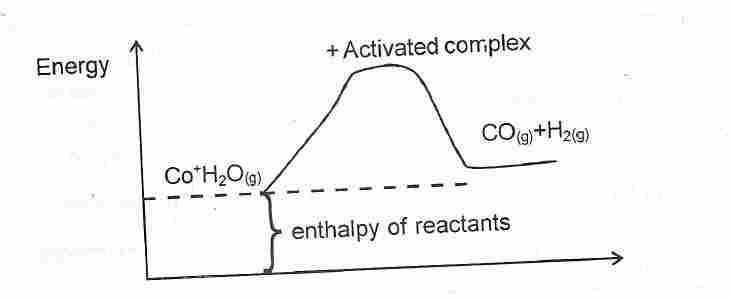 + Activated complex
Energy
CO(g)+H2(g)
Co+H2O(g)
enthalpy of reactants